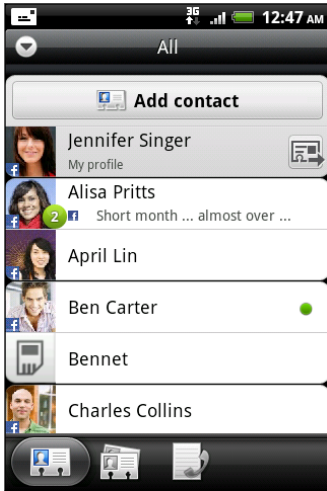 3G
12:47 AM
All
Add contact
Jennifer Singer
My profile
Alisa Pritts
2
f Short month ... almost over ...
April Lin
Ben Carter
Bennet
Charles Collins